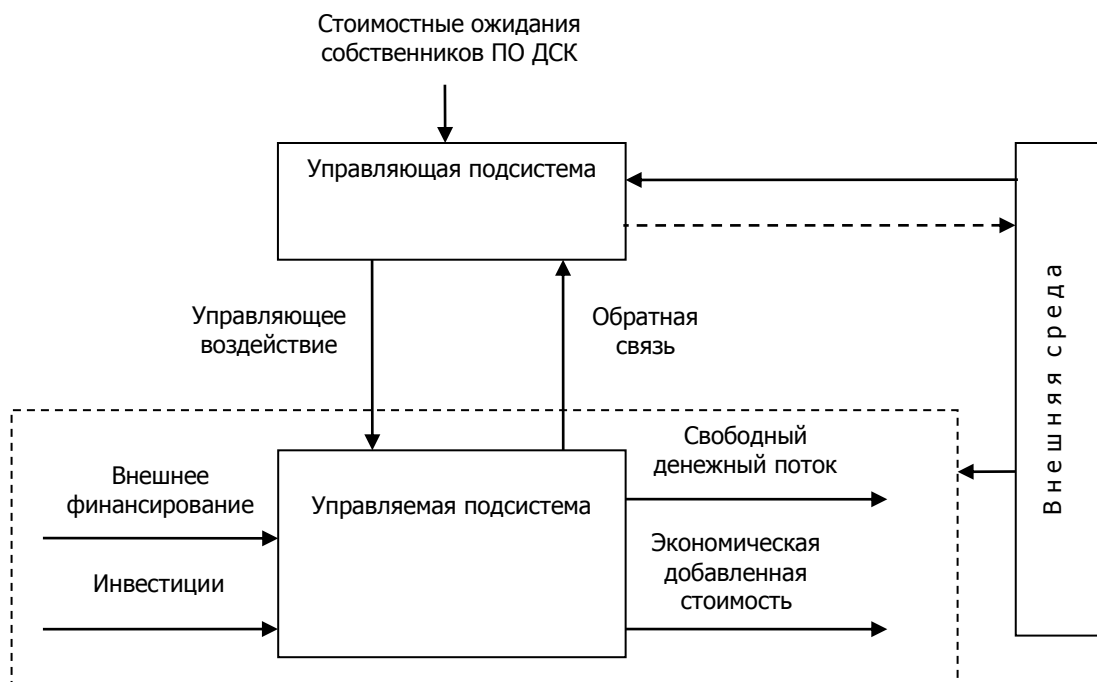 Стоимостные ожидания
собственников ПО ДСК
Управляющая подсистема
Управляющее
воздействие
Обратная
связь
Внешняя среда
Внешнее
финансирование
Инвестиции
Управляемая подсистема
Свободный
денежный поток
Экономическая
добавленная
стоимость